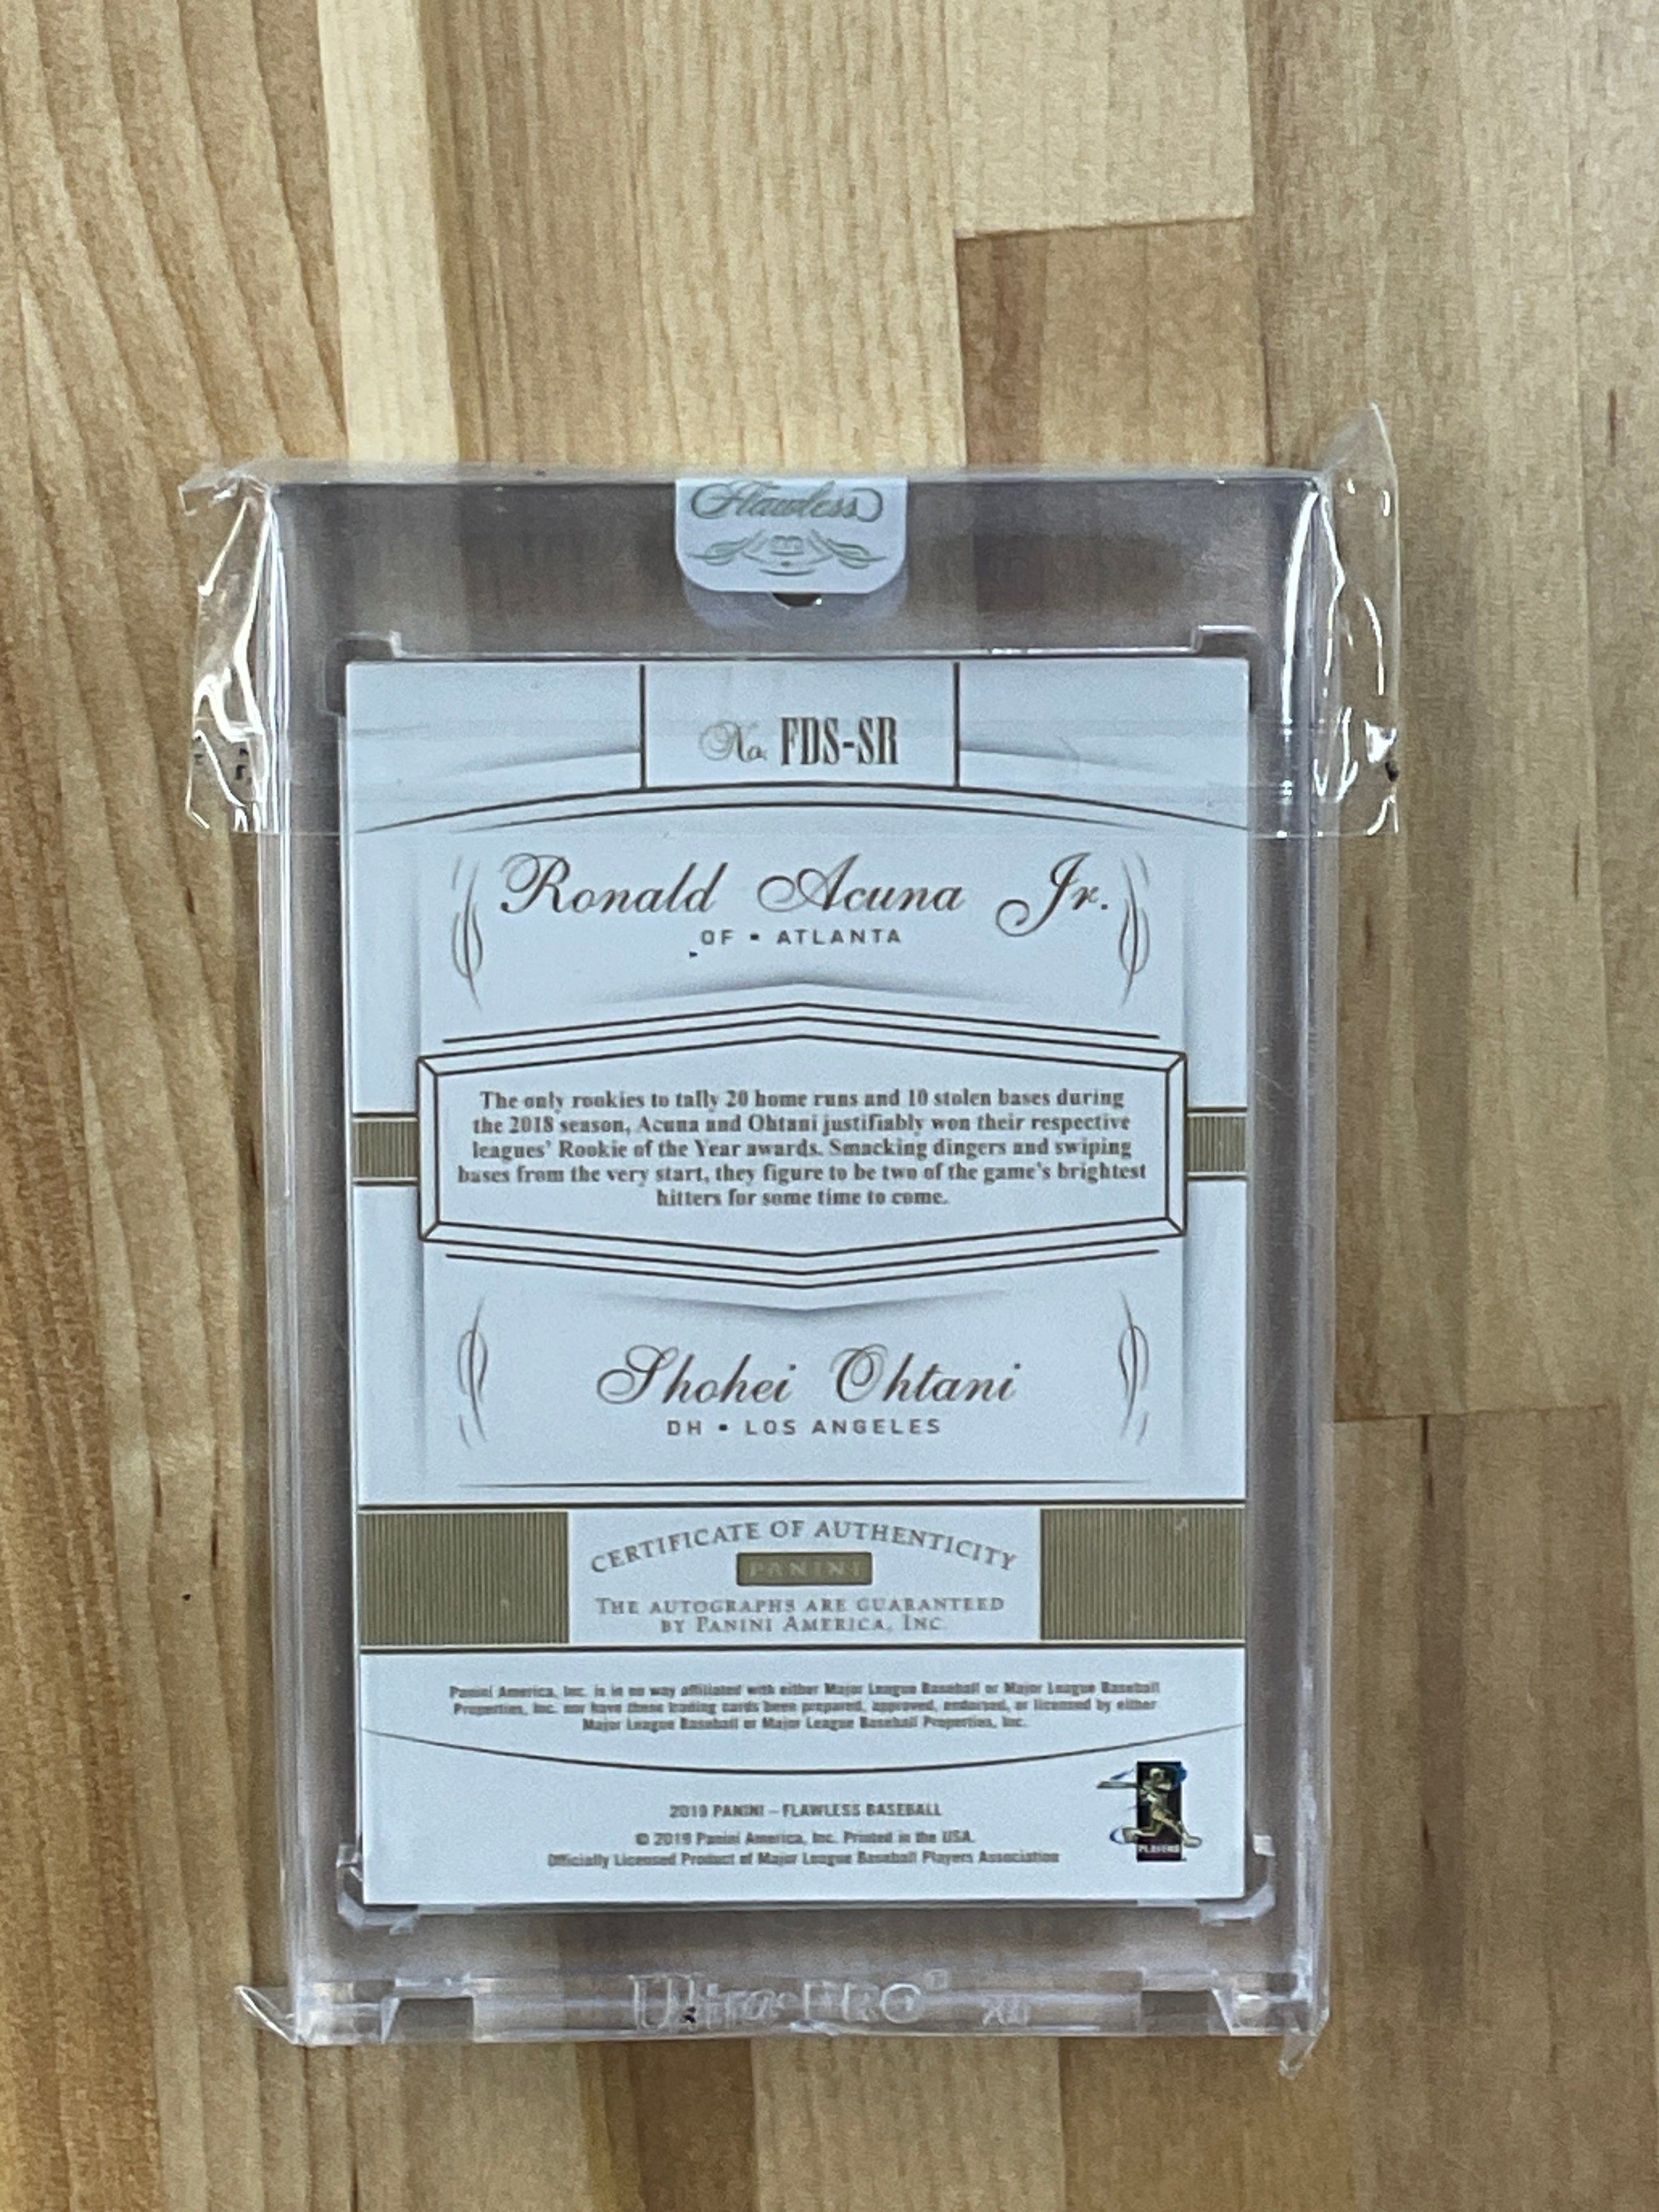 Flawless
No. FDS-SR
Ronald Acuna Jr.
OF • ATLANTA
The only rookies to tally 20 home runs and 10 stolen bases during
the 2018 season, Acuna and Ohtani justifiably won their respective
leagues' Rookie of the Year awards. Smacking dingers and swiping
bases from the very start, they figure to be two of the game's brightest
hitters for some time to come.
Shohei Ohtani
DH • LOS ANGELES
CERTIFICATE OF AUTHENTICITY
PANINI
THE AUTOGRAPHS ARE GUARANTEED
BY PANINI AMERICA, INC.
Panini America, Inc. is in no way affiliated with either Major League Baseball or Major League Baseball
Properties, Inc. nor have these trading cards been prepared, approved, endorsed, or licensed by either
Major League Baseball or Major League Baseball Properties, Inc.
2019 PANINI – FLAWLESS BASEBALL
© 2019 Panini America, Inc. Printed in the USA.
Officially Licensed Product of Major League Baseball Players Association
PLAYERS
Ultra·PRO®